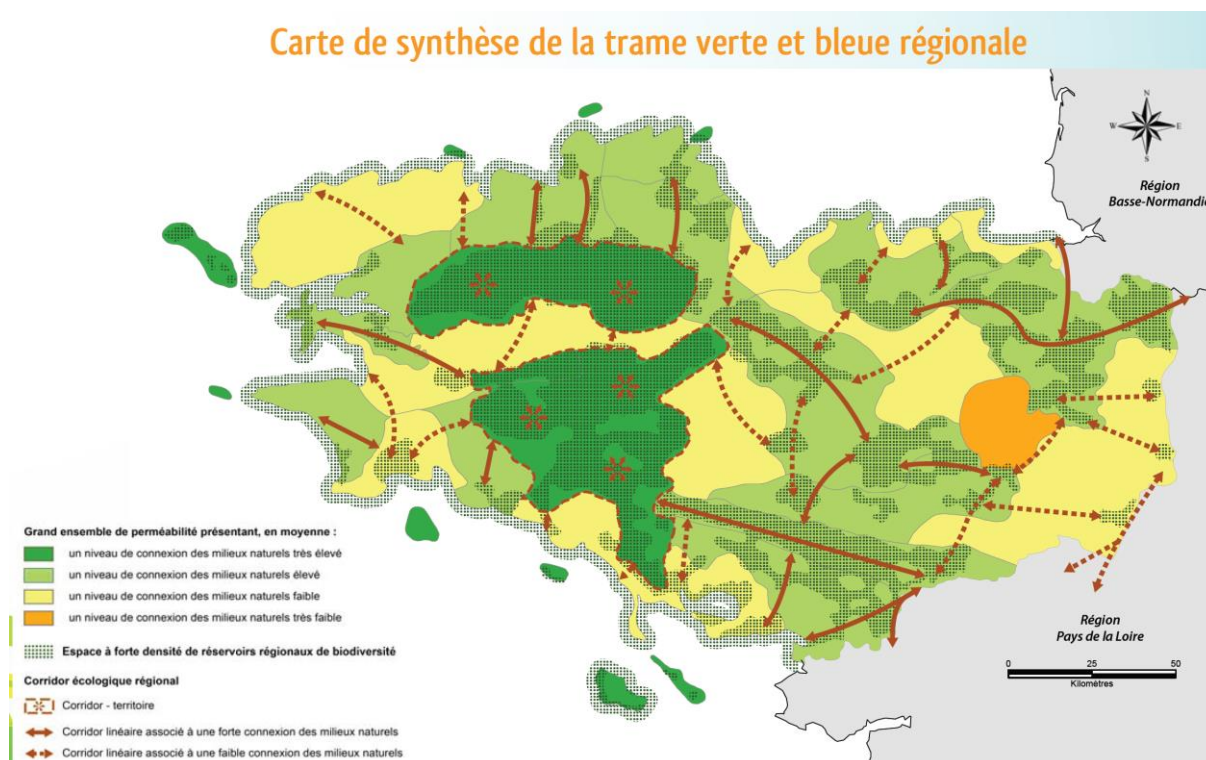 Carte de synthèse de la trame verte et bleue régionale
N
W E
S
Région
Basse-Normandie
Grand ensemble de perméabilité présentant, en moyenne :
un niveau de connexion des milieux naturels très élevé
un niveau de connexion des milieux naturels élevé
un niveau de connexion des milieux naturels faible
un niveau de connexion des milieux naturels très faible
Espace à forte densité de réservoirs régionaux de biodiversité
Corridor écologique régional
Corridor - territoire
Corridor linéaire associé à une forte connexion des milieux naturels
Corridor linéaire associé à une faible connexion des milieux naturels
Région
Pays de la Loire
0 25 50
Kilomètres